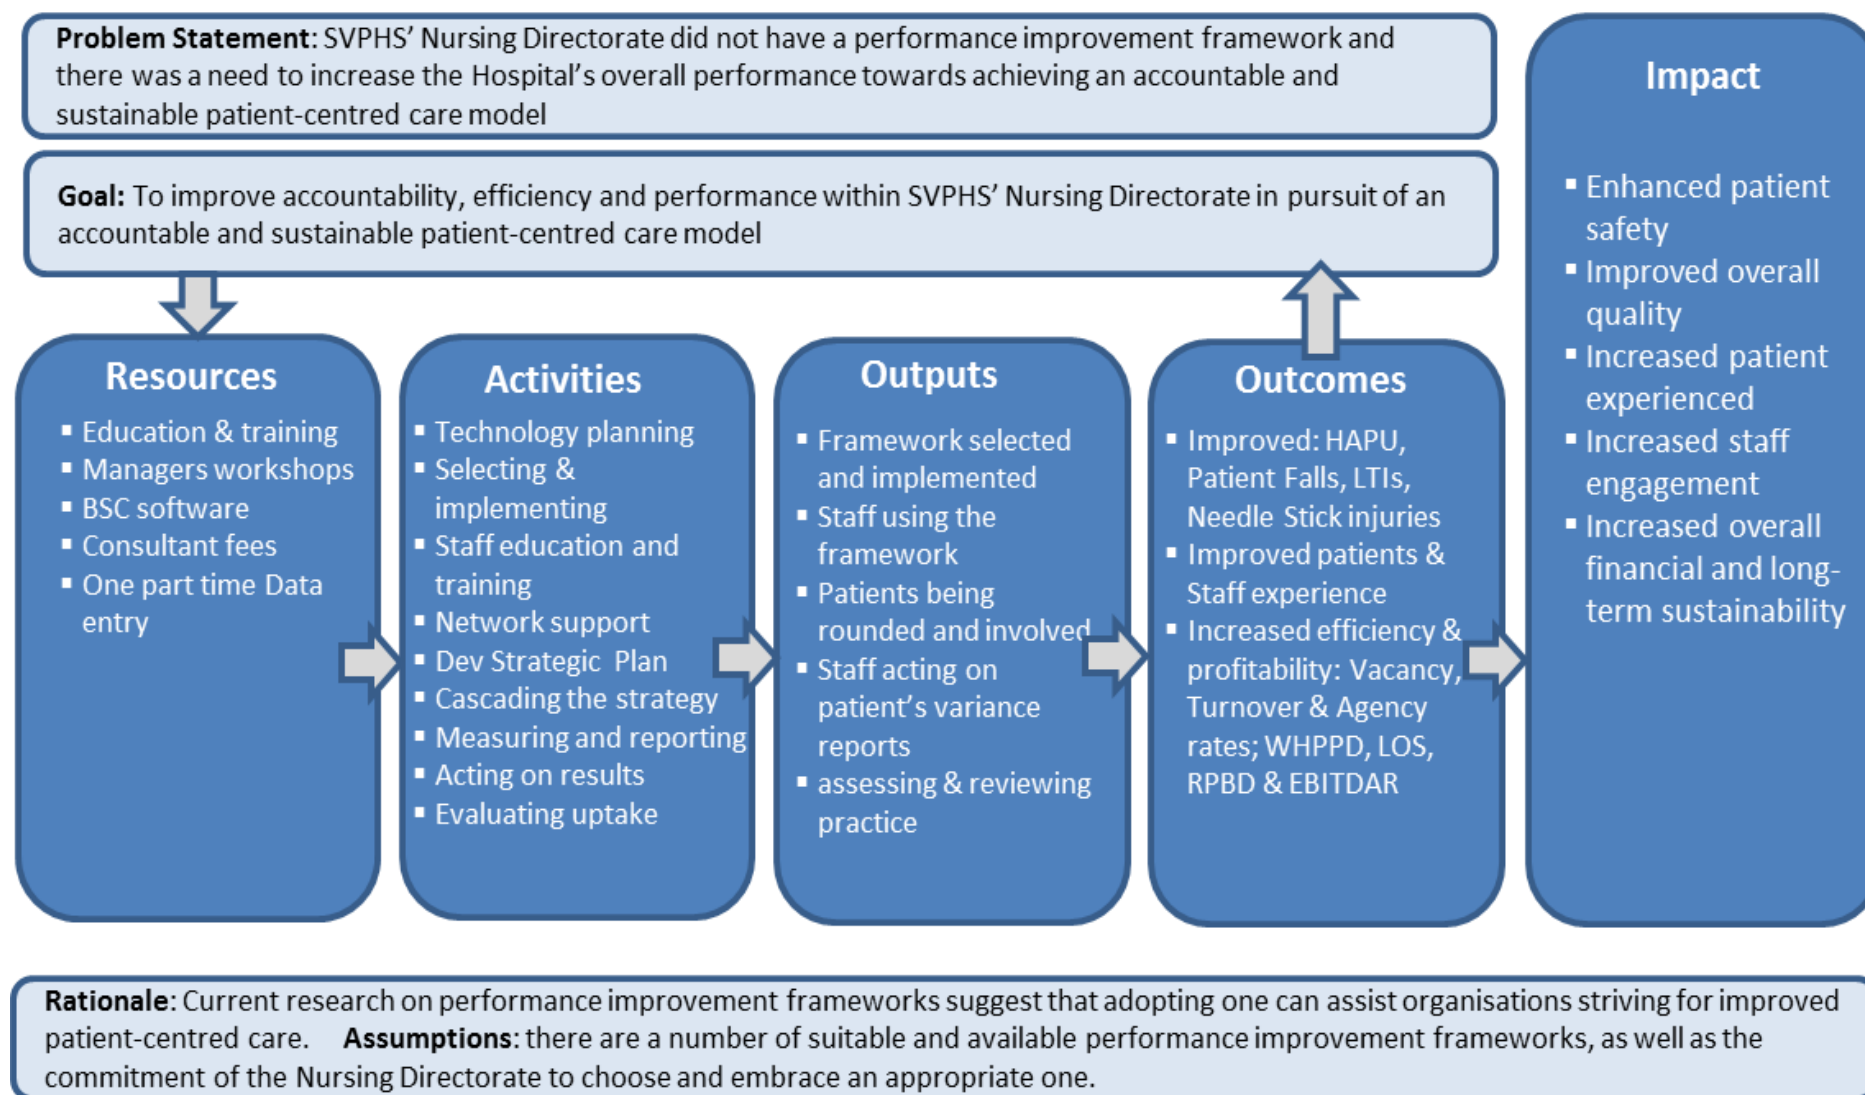 Problem Statement: SVPHS’ Nursing Directorate did not have a performance improvement framework and
there was a need to increase the Hospital’s overall performance towards achieving an accountable and
sustainable patient-centred care model
Goal: To improve accountability, efficiency and performance within SVPHS’ Nursing Directorate in pursuit of an
accountable and sustainable patient-centred care model
Resources
▪ Education & training
▪ Managers workshops
▪ BSC software
▪ Consultant fees
▪ One part time Data
entry
Activities
▪ Technology planning
▪ Selecting &
implementing
▪ Staff education and
training
▪ Network support
▪ Dev Strategic Plan
▪ Cascading the strategy
▪ Measuring and reporting
▪ Acting on results
▪ Evaluating uptake
Outputs
▪ Framework selected
and implemented
▪ Staff using the
framework
▪ Patients being
rounded and involved
▪ Staff acting on
patient’s variance
reports
▪ assessing & reviewing
practice
Outcomes
▪ Improved: HAPU,
Patient Falls, LTIs,
Needle Stick injuries
▪ Improved patients &
Staff experience
▪ Increased efficiency &
profitability: Vacancy,
Turnover & Agency
rates; WHPPD, LOS,
RPBD & EBITDAR
Impact
▪ Enhanced patient
safety
▪ Improved overall
quality
▪ Increased patient
experienced
▪ Increased staff
engagement
▪ Increased overall
financial and long-
term sustainability
Rationale: Current research on performance improvement frameworks suggest that adopting one can assist organisations striving for improved
patient-centred care. Assumptions: there are a number of suitable and available performance improvement frameworks, as well as the
commitment of the Nursing Directorate to choose and embrace an appropriate one.